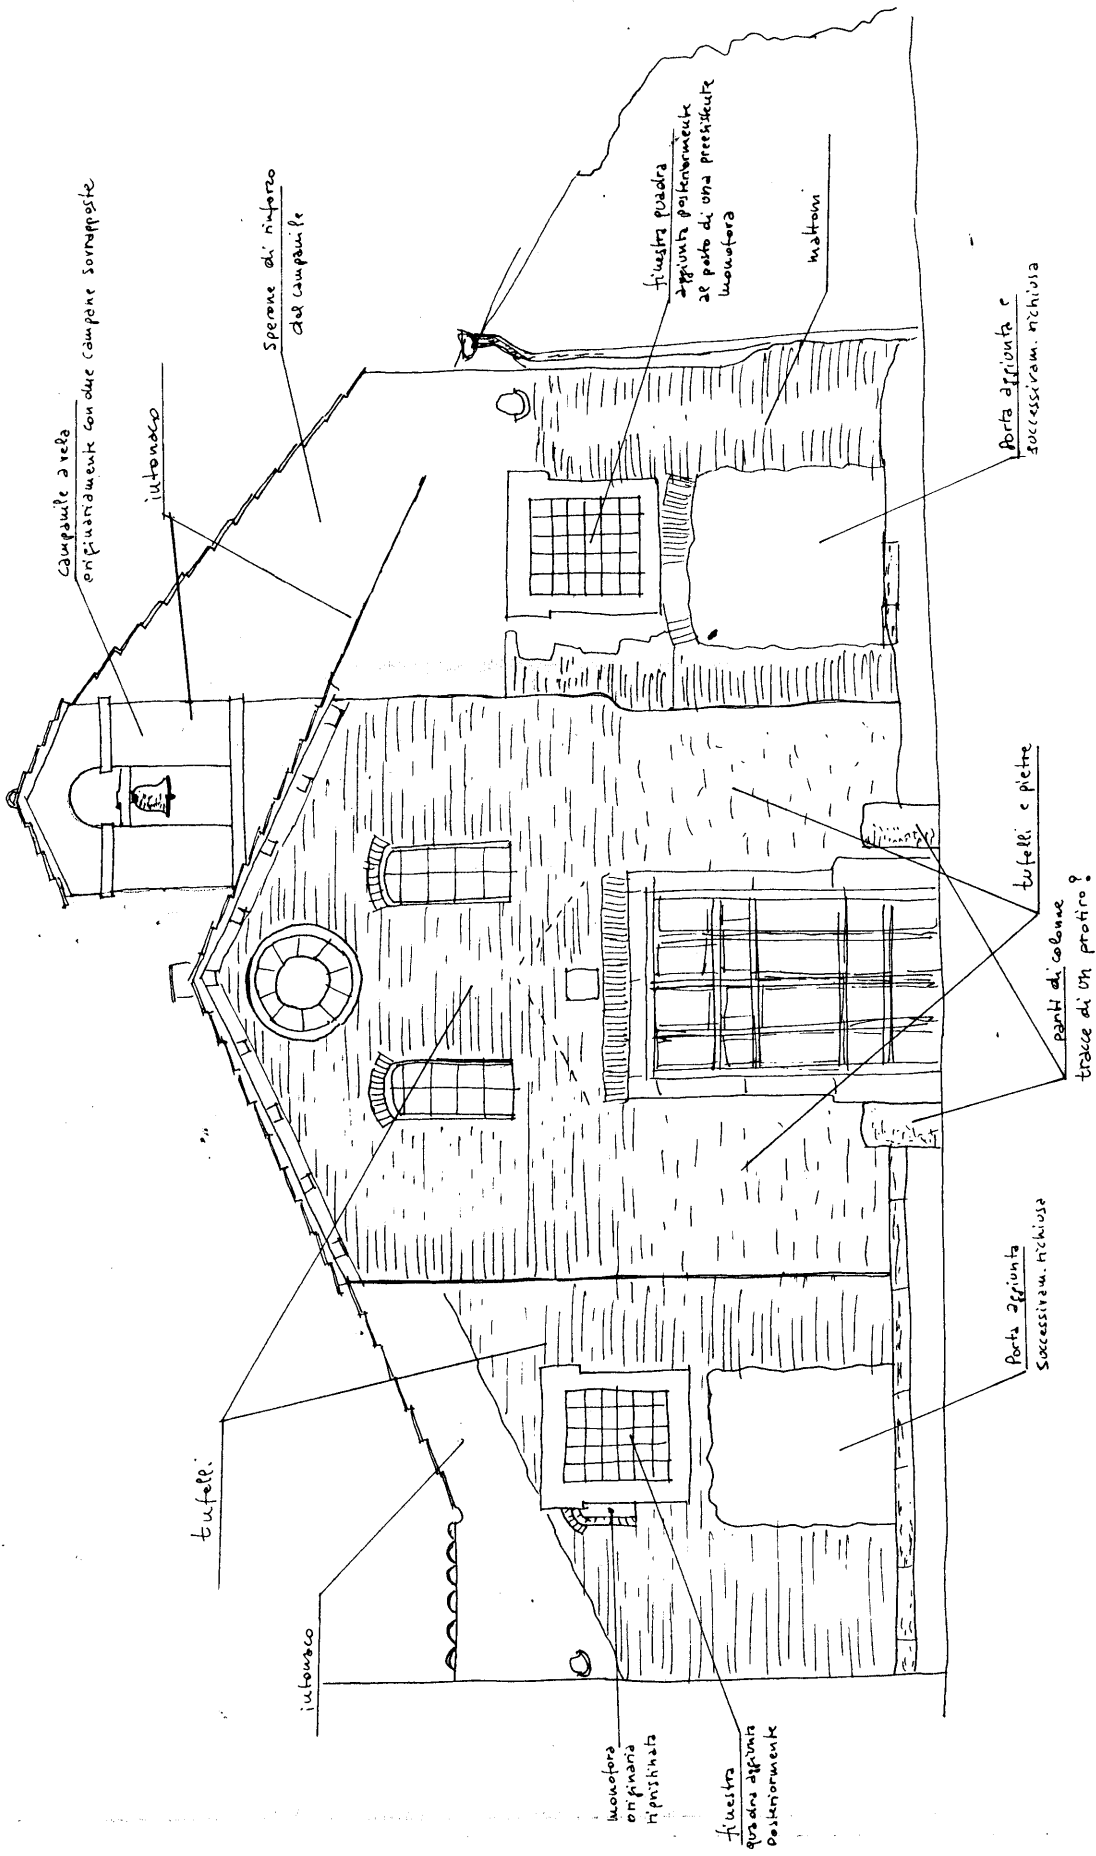 campanile a vela
originariamente con due campane sovrapposte
intonaco
Sperone di rinforzo
del campanile
finestra quadra
aggiunta posteriormente
al posto di una preesistente
monofora
mattoni
Porta aggiunta e
successivam. richiusa
tufelli e pietre
parti di colonne
tracce di un protiro?
Porta aggiunta
Successivam. richiusa
tufelli
intonaco
monofora
originaria
ripristinata
finestra
quadra aggiunta
Posteriormente